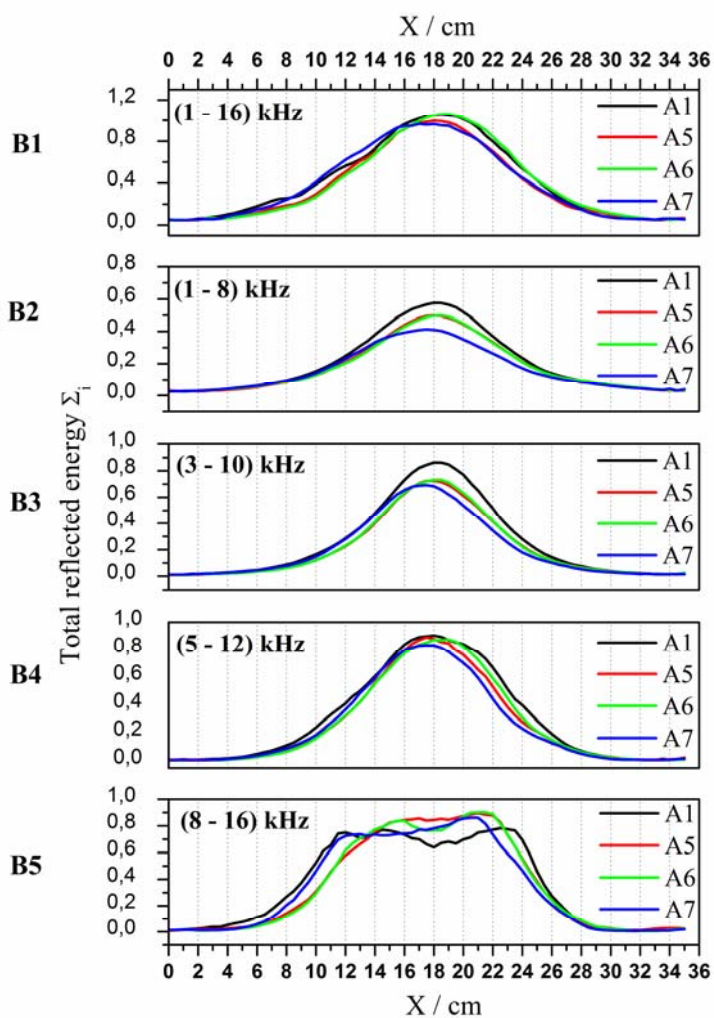 X / cm
0 2 4 6 8 10 12 14 16 18 20 22 24 26 28 30 32 34 36
B1
1,2
0,8
0,4
0,0
(1 - 16) kHz
A1
A5
A6
A7
B2
0,8
0,6
0,4
0,2
0,0
(1 - 8) kHz
A1
A5
A6
A7
Total reflected energy Σi
B3
1,0
0,8
0,6
0,4
0,2
0,0
(3 - 10) kHz
A1
A5
A6
A7
B4
1,0
0,8
0,6
0,4
0,2
0,0
(5 - 12) kHz
A1
A5
A6
A7
B5
1,0
0,8
0,6
0,4
0,2
0,0
(8 - 16) kHz
A1
A5
A6
A7
0 2 4 6 8 10 12 14 16 18 20 22 24 26 28 30 32 34 36
X / cm